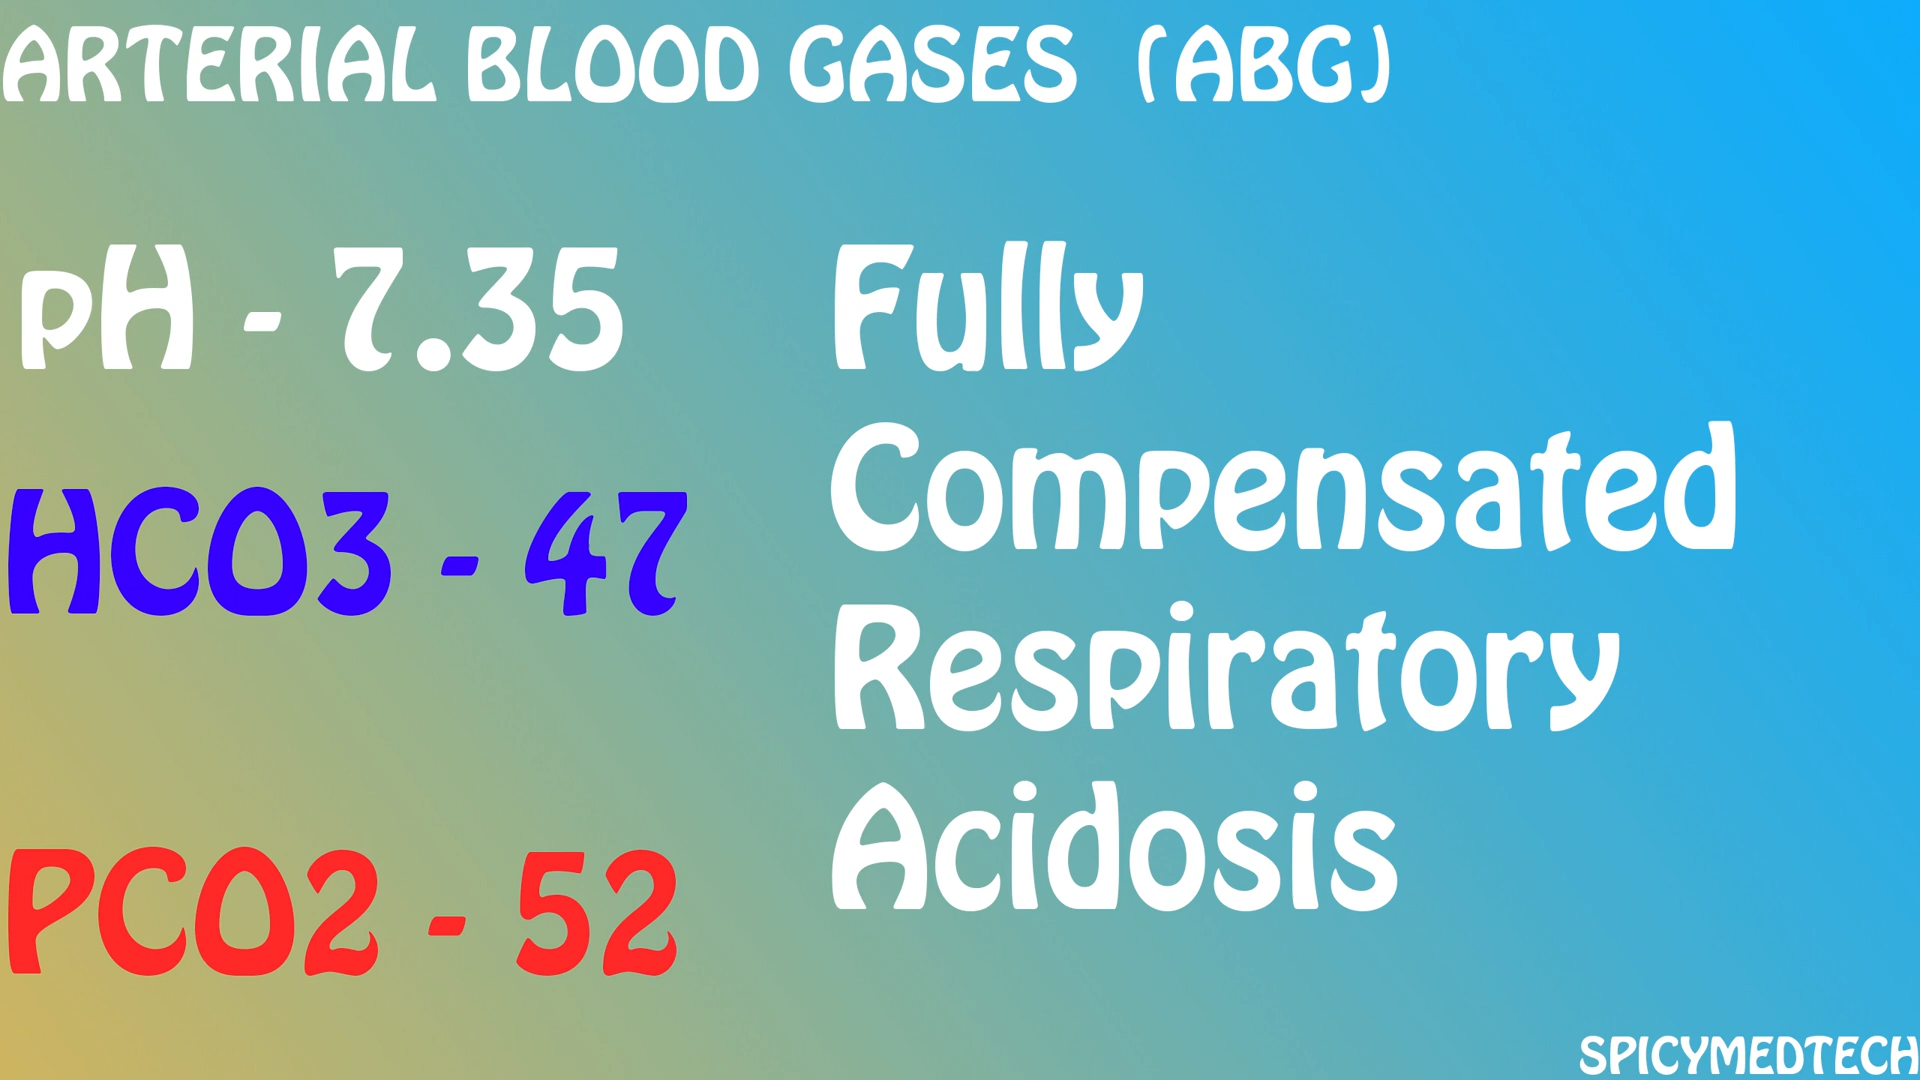 ARTERIAL BLOOD GASES (ABG)
pH - 7.35
HCO3 - 47
PCO2 - 52
Fully
Compensated
Respiratory
Acidosis
SPICYMEDTECH